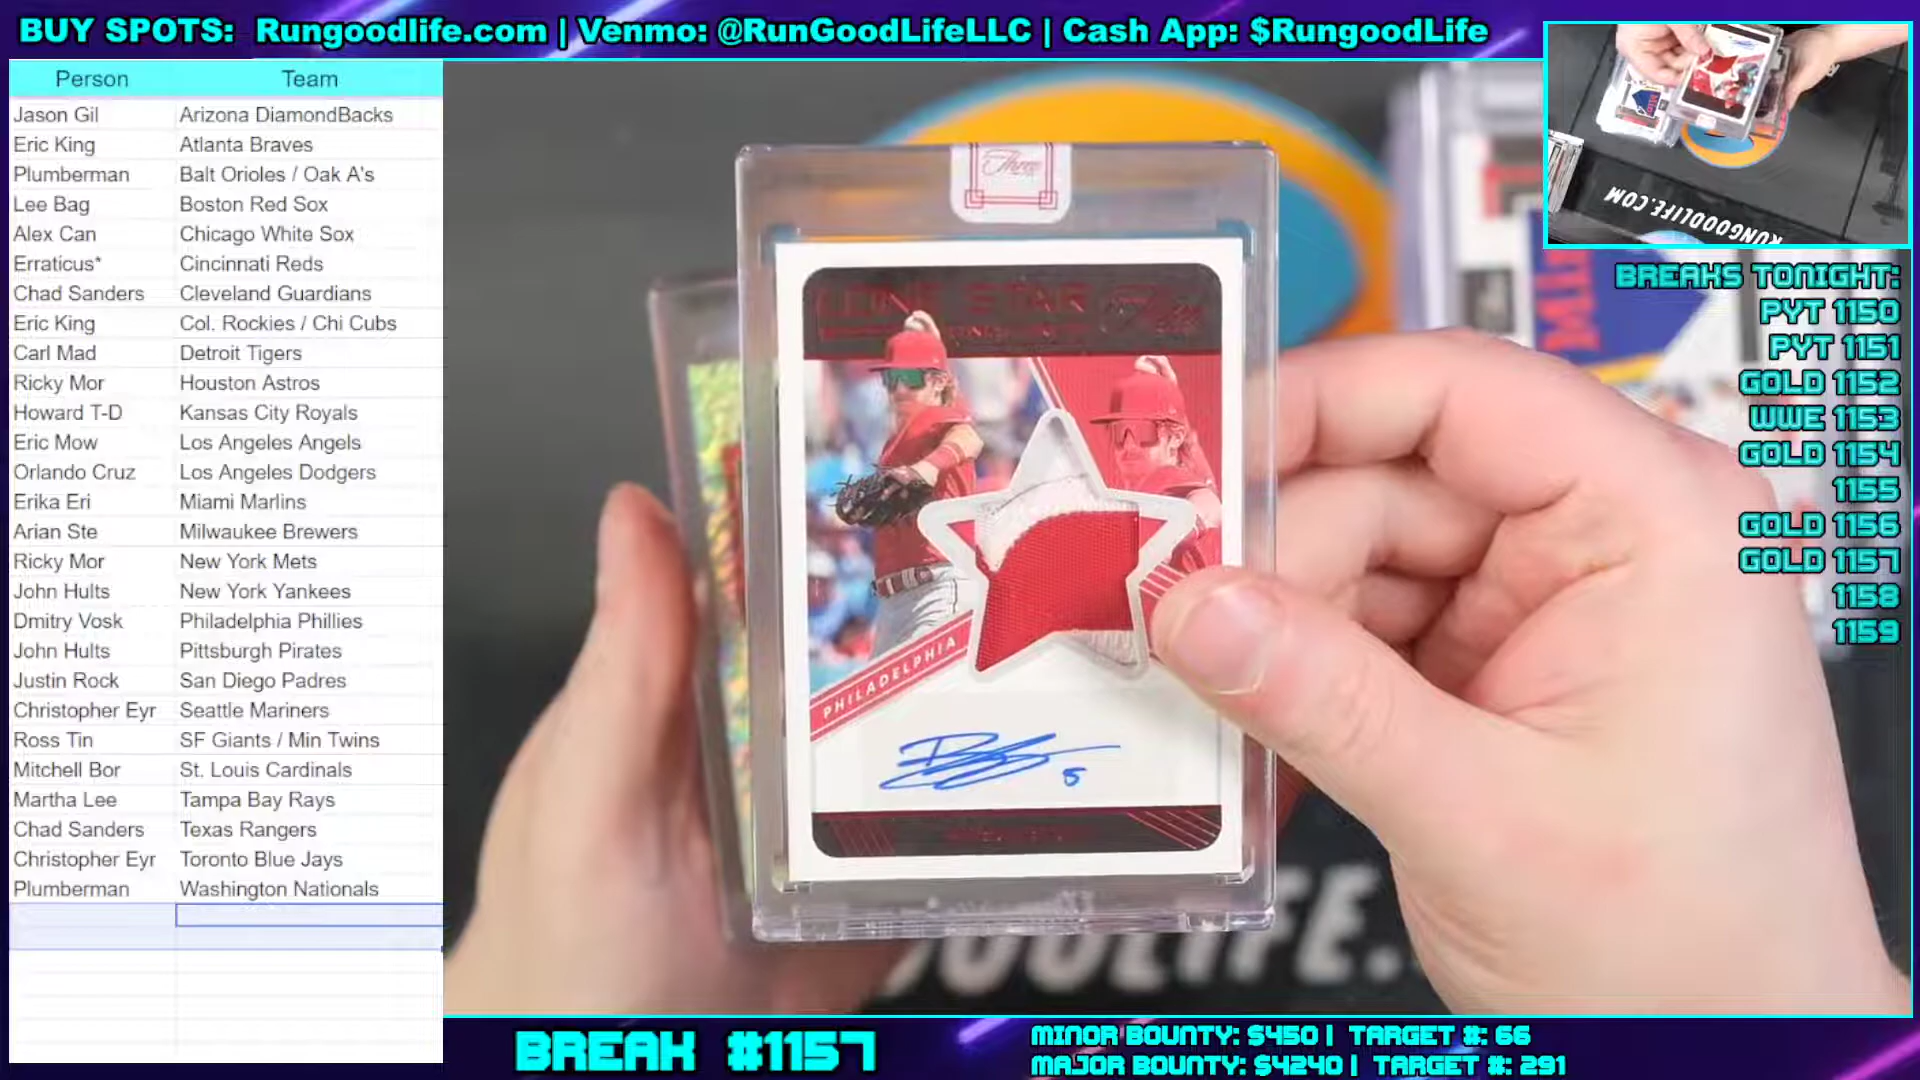 BUY SPOTS: Rungoodlife.com | Venmo: @RunGoodLifeLLC | Cash App: $RungoodLife
Person Team
Jason Gil Arizona DiamondBacks
Eric King Atlanta Braves
Plumberman Balt Orioles / Oak A's
Lee Bag Boston Red Sox
Alex Can Chicago White Sox
Erraticus* Cincinnati Reds
Chad Sanders Cleveland Guardians
Eric King Col. Rockies / Chi Cubs
Carl Mad Detroit Tigers
Ricky Mor Houston Astros
Howard T-D Kansas City Royals
Eric Mow Los Angeles Angels
Orlando Cruz Los Angeles Dodgers
Erika Eri Miami Marlins
Arian Ste Milwaukee Brewers
Ricky Mor New York Mets
John Hults New York Yankees
Dmitry Vosk Philadelphia Phillies
John Hults Pittsburgh Pirates
Justin Rock San Diego Padres
Christopher Eyr Seattle Mariners
Ross Tin SF Giants / Min Twins
Mitchell Bor St. Louis Cardinals
Martha Lee Tampa Bay Rays
Chad Sanders Texas Rangers
Christopher Eyr Toronto Blue Jays
Plumberman Washington Nationals
Three
LONE STAR
PHILADELPHIA
RUNGOODLIFE.COM
BREAKS TONIGHT:
PYT 1150
PYT 1151
GOLD 1152
WWE 1153
GOLD 1154
1155
GOLD 1156
GOLD 1157
1158
1159
BREAK #1157
MINOR BOUNTY: $450 | TARGET #: 66
MAJOR BOUNTY: $4240 | TARGET #: 291